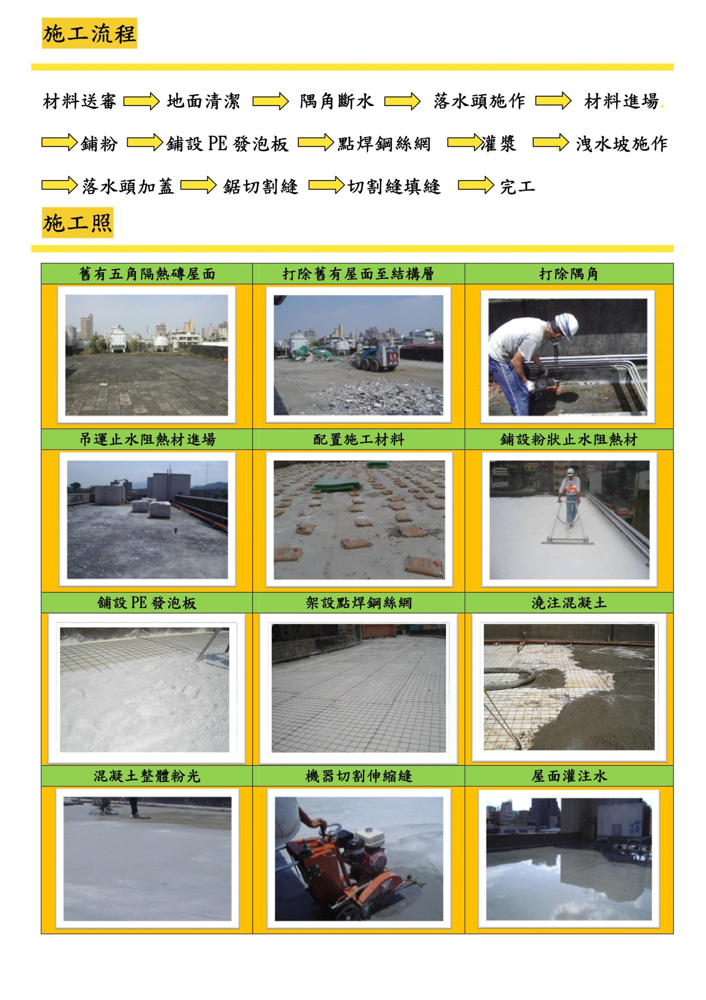 施工流程
材料送審 地面清潔 隅角斷水 落水頭施作 材料進場
鋪粉 鋪設 PE 發泡板 點焊鋼絲網 灌漿 洩水坡施作
落水頭加蓋 鋸切割縫 切割縫填縫 完工
施工照
舊有五角隔熱磚屋面 打除舊有屋面至結構層 打除隅角
吊運止水阻熱材進場 配置施工材料 鋪設粉狀止水阻熱材
舖設 PE 發泡板 架設點焊鋼絲網 澆注混凝土
混凝土整體粉光 機器切割伸縮縫 屋面灌注水